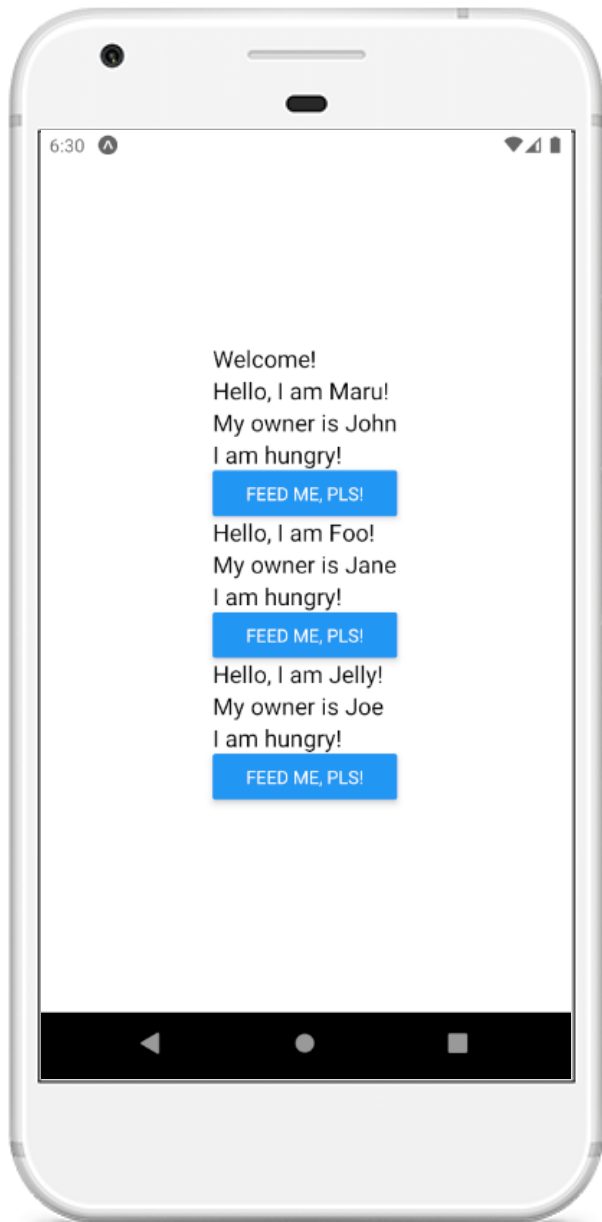 6:30
Welcome!
Hello, I am Maru!
My owner is John
I am hungry!
FEED ME, PLS!
Hello, I am Foo!
My owner is Jane
I am hungry!
FEED ME, PLS!
Hello, I am Jelly!
My owner is Joe
I am hungry!
FEED ME, PLS!